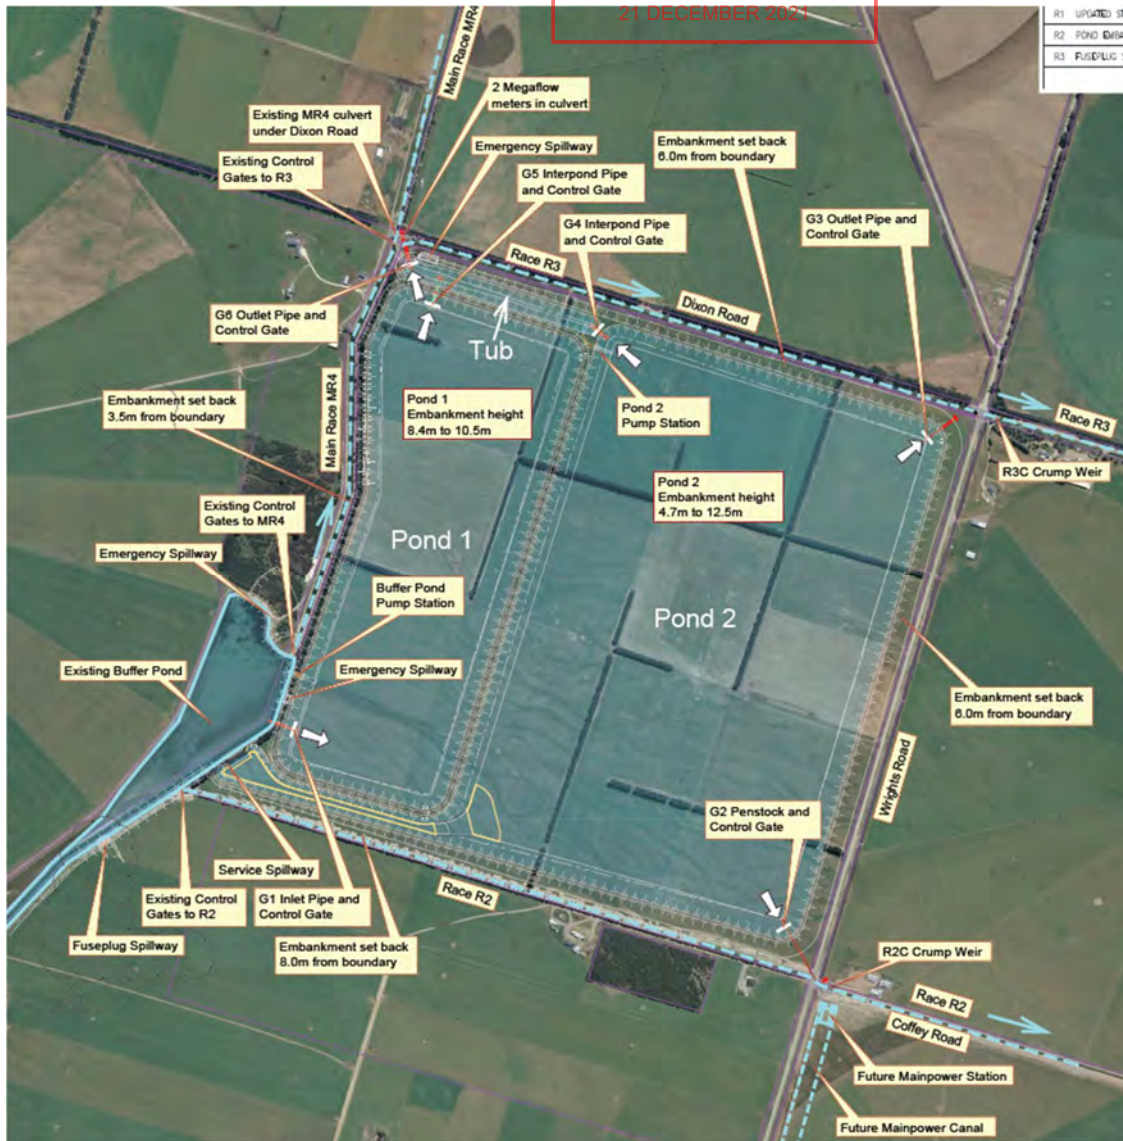 21 DECEMBER 2021
R1 UPDATED
R2 POND
R3 FUSEPLUG
Main Race MR4
2 Megaflow
meters in culvert
Existing MR4 culvert
under Dixon Road
Emergency Spillway
Embankment set back
6.0m from boundary
Existing Control
Gates to R3
G5 Interpond Pipe
and Control Gate
G4 Interpond Pipe
and Control Gate
G3 Outlet Pipe and
Control Gate
Race R3
Dixon Road
G6 Outlet Pipe and
Control Gate
Tub
Embankment set back
3.5m from boundary
Main Race MR4
Pond 1
Embankment height
8.4m to 10.5m
Pond 2
Pump Station
Race R3
R3C Crump Weir
Pond 2
Embankment height
4.7m to 12.5m
Existing Control
Gates to MR4
Pond 1
Emergency Spillway
Buffer Pond
Pump Station
Pond 2
Existing Buffer Pond
Emergency Spillway
Embankment set back
6.0m from boundary
Wrights Road
G2 Penstock and
Control Gate
Service Spillway
Race R2
Existing Control
Gates to R2
G1 Inlet Pipe and
Control Gate
Fuseplug Spillway
Embankment set back
8.0m from boundary
R2C Crump Weir
Race R2
Coffey Road
Future Mainpower Station
Future Mainpower Canal